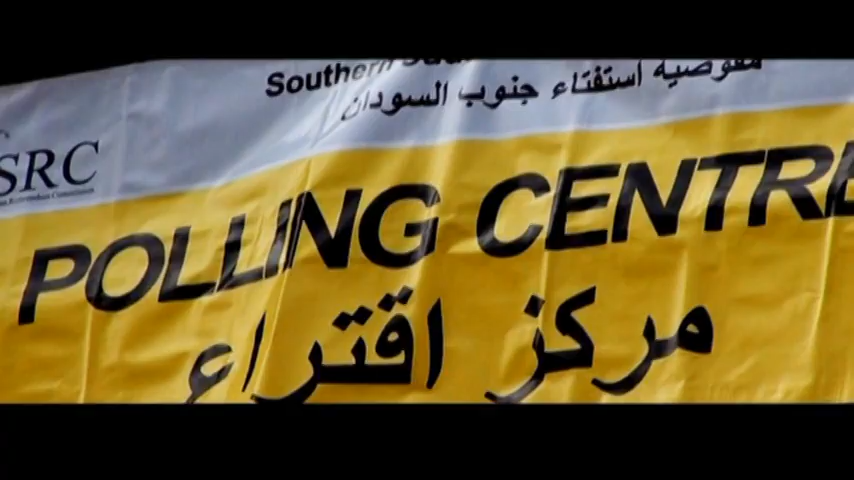 Southern
مفوضية استفتاء جنوب السودان
SRC
POLLING CENTRE
مركز اقتراع